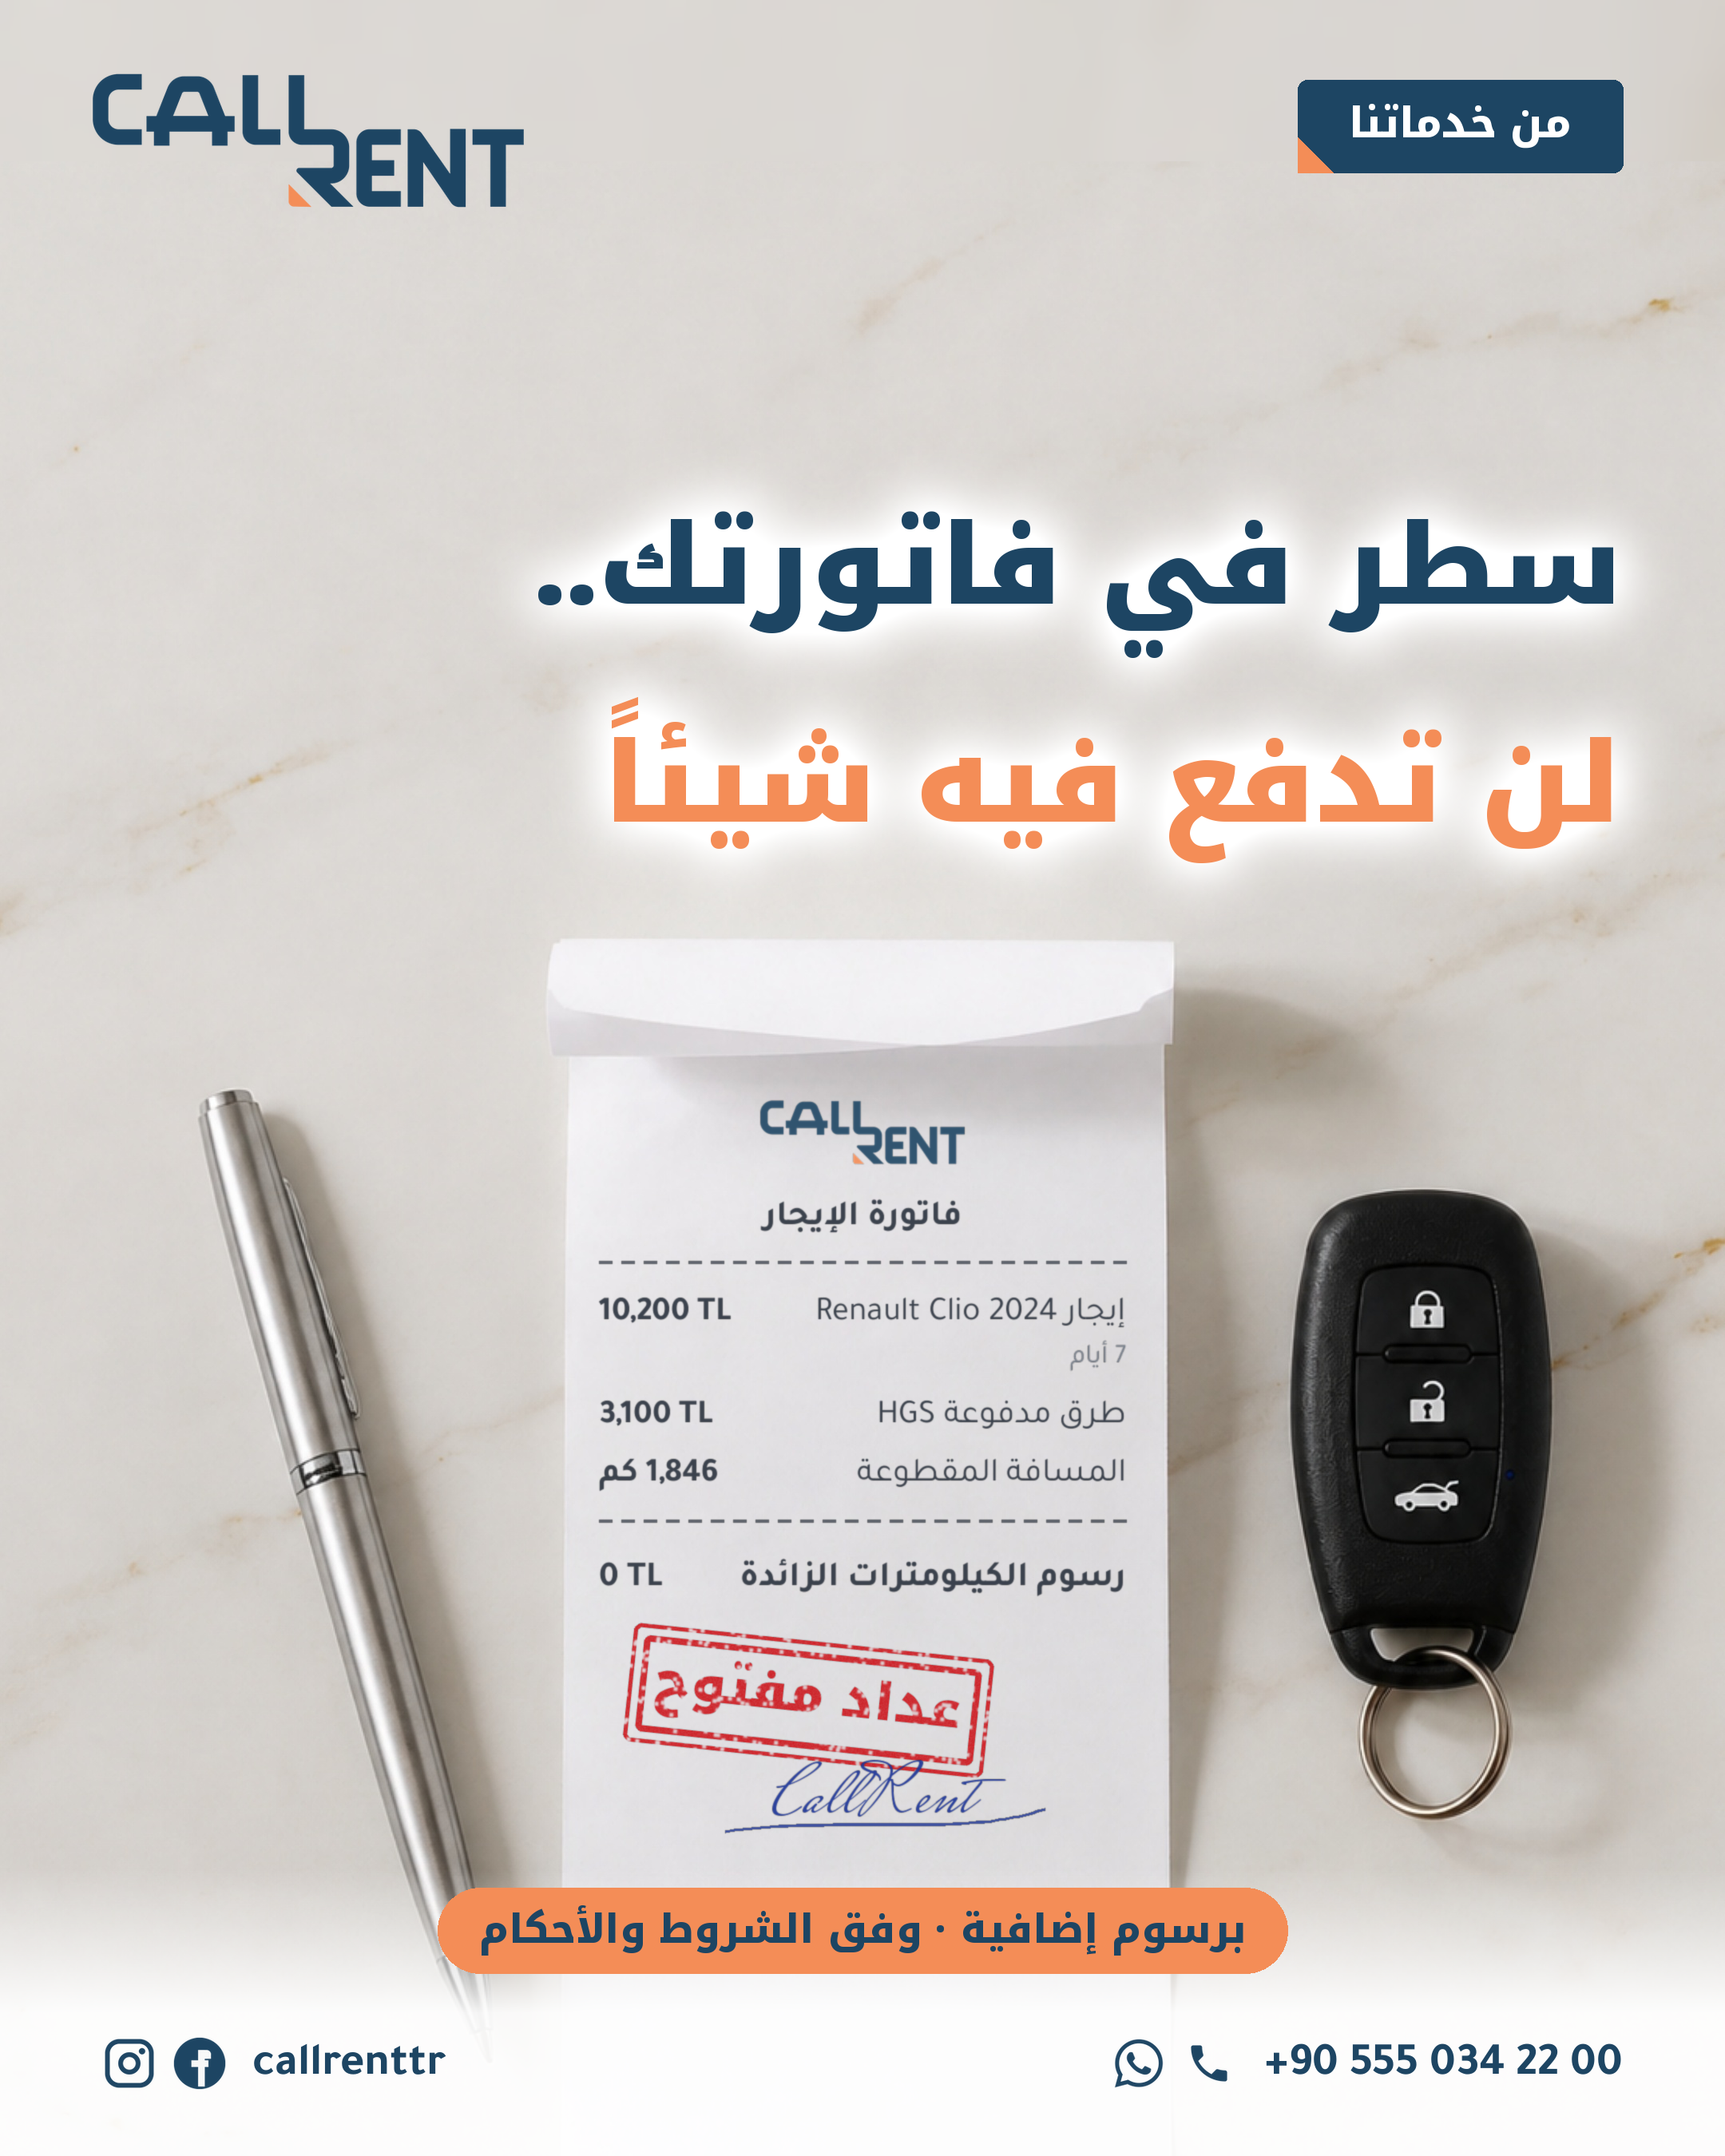 CALL RENT
من خدماتنا
سطر في فاتورتك..
لن تدفع فيه شيئاً
CALL RENT
فاتورة الإيجار
إيجار Renault Clio 2024 10,200 TL
7 أيام
طرق مدفوعة HGS 3,100 TL
المسافة المقطوعة 1,846 كم
رسوم الكيلومترات الزائدة 0 TL
عداد مفتوح
CallRent
برسوم إضافية · وفق الشروط والأحكام
callrenttr
+90 555 034 22 00